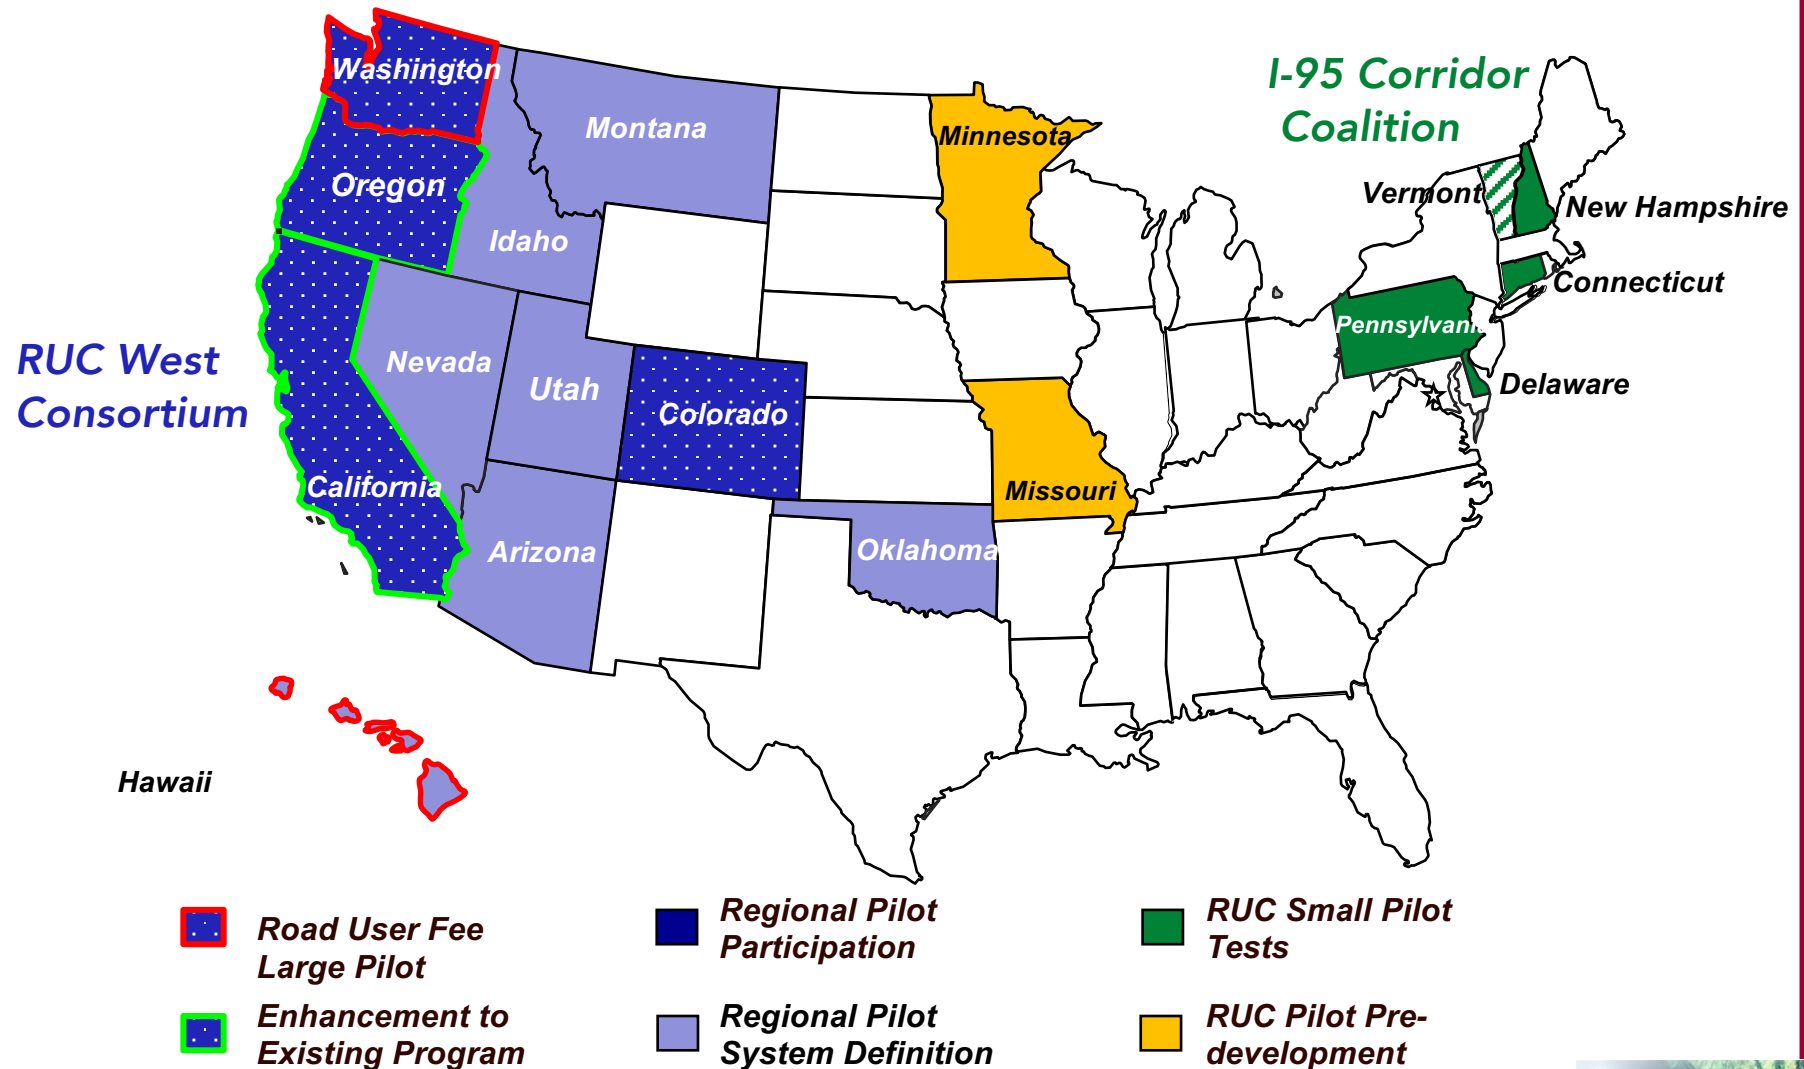 Washington
Montana
Oregon
Idaho
Nevada
Utah
Colorado
California
Arizona
Oklahoma
RUC West
Consortium
Minnesota
Missouri
I-95 Corridor
Coalition
Vermont
New Hampshire
Connecticut
Pennsylvani
Delaware
Hawaii
Road User Fee
Large Pilot
Enhancement to
Existing Program
Regional Pilot
Participation
Regional Pilot
System Definition
RUC Small Pilot
Tests
RUC Pilot Pre-
development